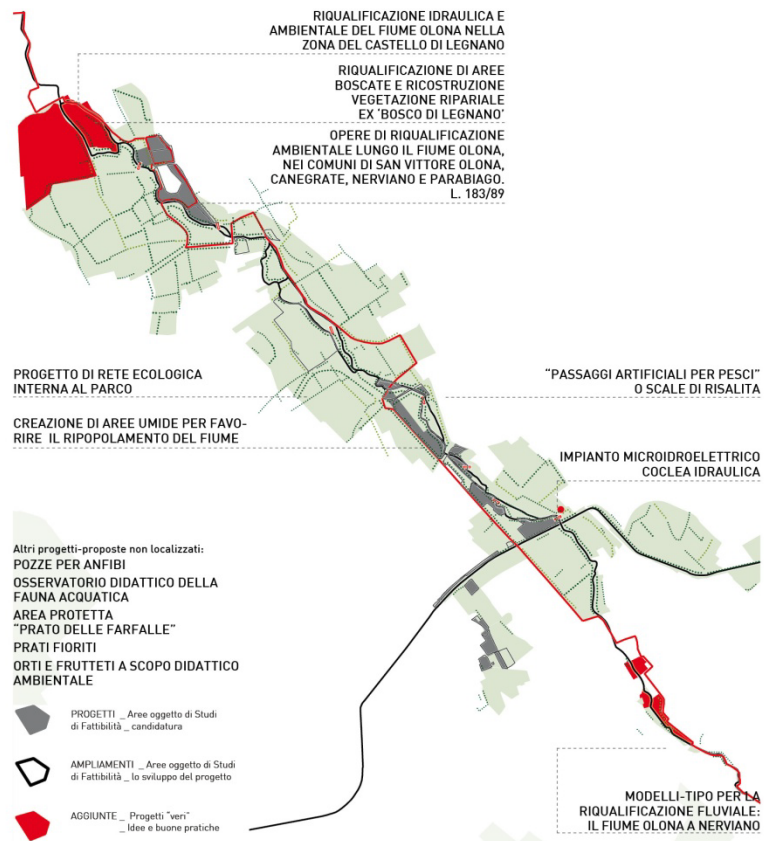 RIQUALIFICAZIONE IDRAULICA E
AMBIENTALE DEL FIUME OLONA NELLA
ZONA DEL CASTELLO DI LEGNANO
RIQUALIFICAZIONE DI AREE
BOSCATE E RICOSTRUZIONE
VEGETAZIONE RIPARIALE
EX ‘BOSCO DI LEGNANO’
OPERE DI RIQUALIFICAZIONE
AMBIENTALE LUNGO IL FIUME OLONA,
NEI COMUNI DI SAN VITTORE OLONA,
CANEGRATE, NERVIANO E PARABIAGO.
L. 183/89
PROGETTO DI RETE ECOLOGICA
INTERNA AL PARCO
“PASSAGGI ARTIFICIALI PER PESCI”
O SCALE DI RISALITA
CREAZIONE DI AREE UMIDE PER FAVO-
RIRE IL RIPOPOLAMENTO DEL FIUME
IMPIANTO MICROIDROELETTRICO
COCLEA IDRAULICA
Altri progetti-proposte non localizzati:
POZZE PER ANFIBI
OSSERVATORIO DIDATTICO DELLA
FAUNA ACQUATICA
AREA PROTETTA
“PRATO DELLE FARFALLE”
PRATI FIORITI
ORTI E FRUTTETI A SCOPO DIDATTICO
AMBIENTALE
PROGETTI _ Aree oggetto di Studi
di Fattibilità _ candidatura
AMPLIAMENTI _ Aree oggetto di Studi
di Fattibilità _ lo sviluppo del progetto
AGGIUNTE _ Progetti “veri”
_ Idee e buone pratiche
MODELLI-TIPO PER LA
RIQUALIFICAZIONE FLUVIALE:
IL FIUME OLONA A NERVIANO